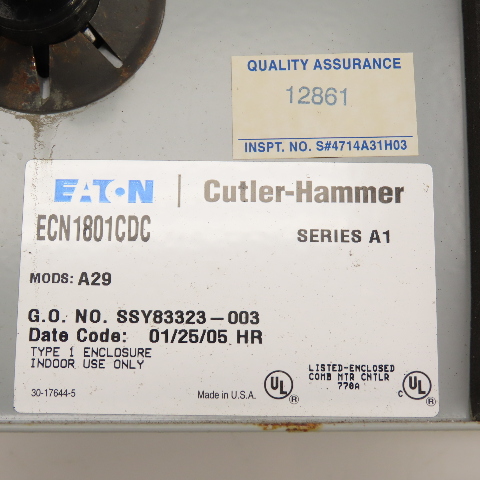 QUALITY ASSURANCE
12861
INSPT. NO. S#4714A31H03
EATON | Cutler-Hammer
ECN1801CDC SERIES A1
MODS: A29
G.O. NO. SSY83323-003
Date Code: 01/25/05 HR
TYPE 1 ENCLOSURE
INDOOR USE ONLY
30-17644-5
Made in U.S.A.
UL ®
LISTED-ENCLOSED
COMB MTR CNTLR
770A
C UL ®